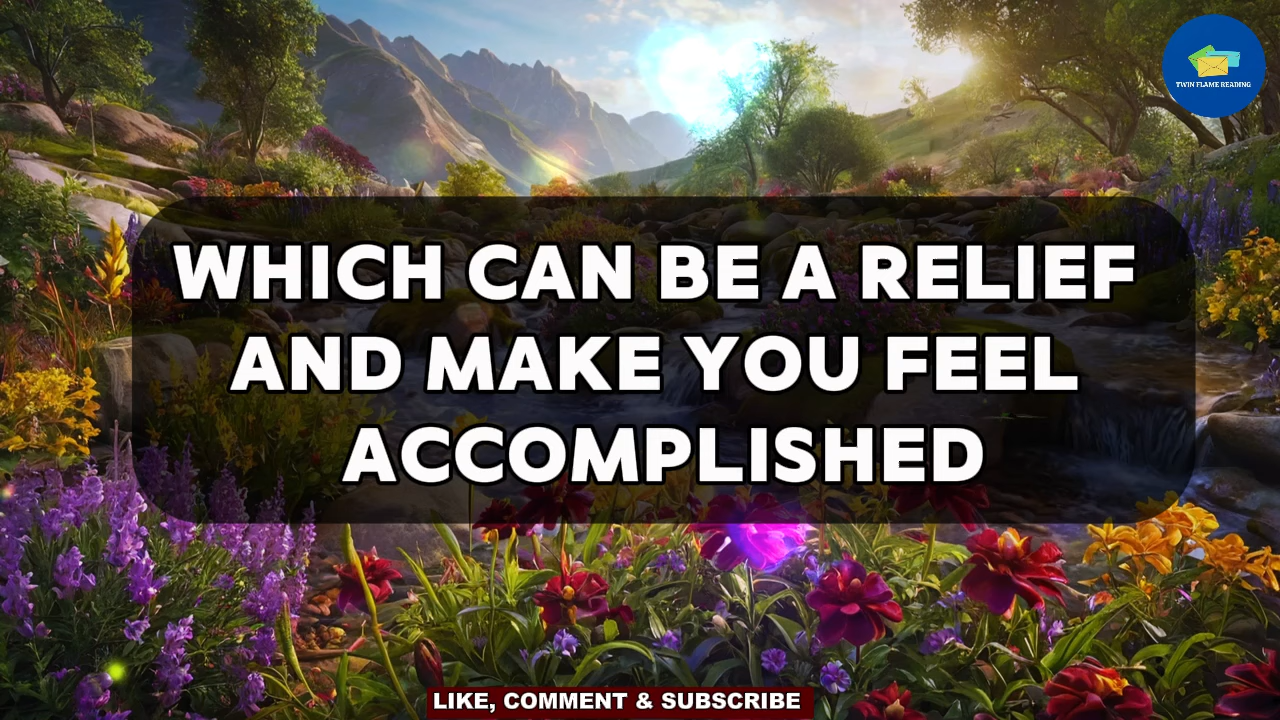 TWIN FLAME READING
WHICH CAN BE A RELIEF
AND MAKE YOU FEEL
ACCOMPLISHED
LIKE, COMMENT & SUBSCRIBE